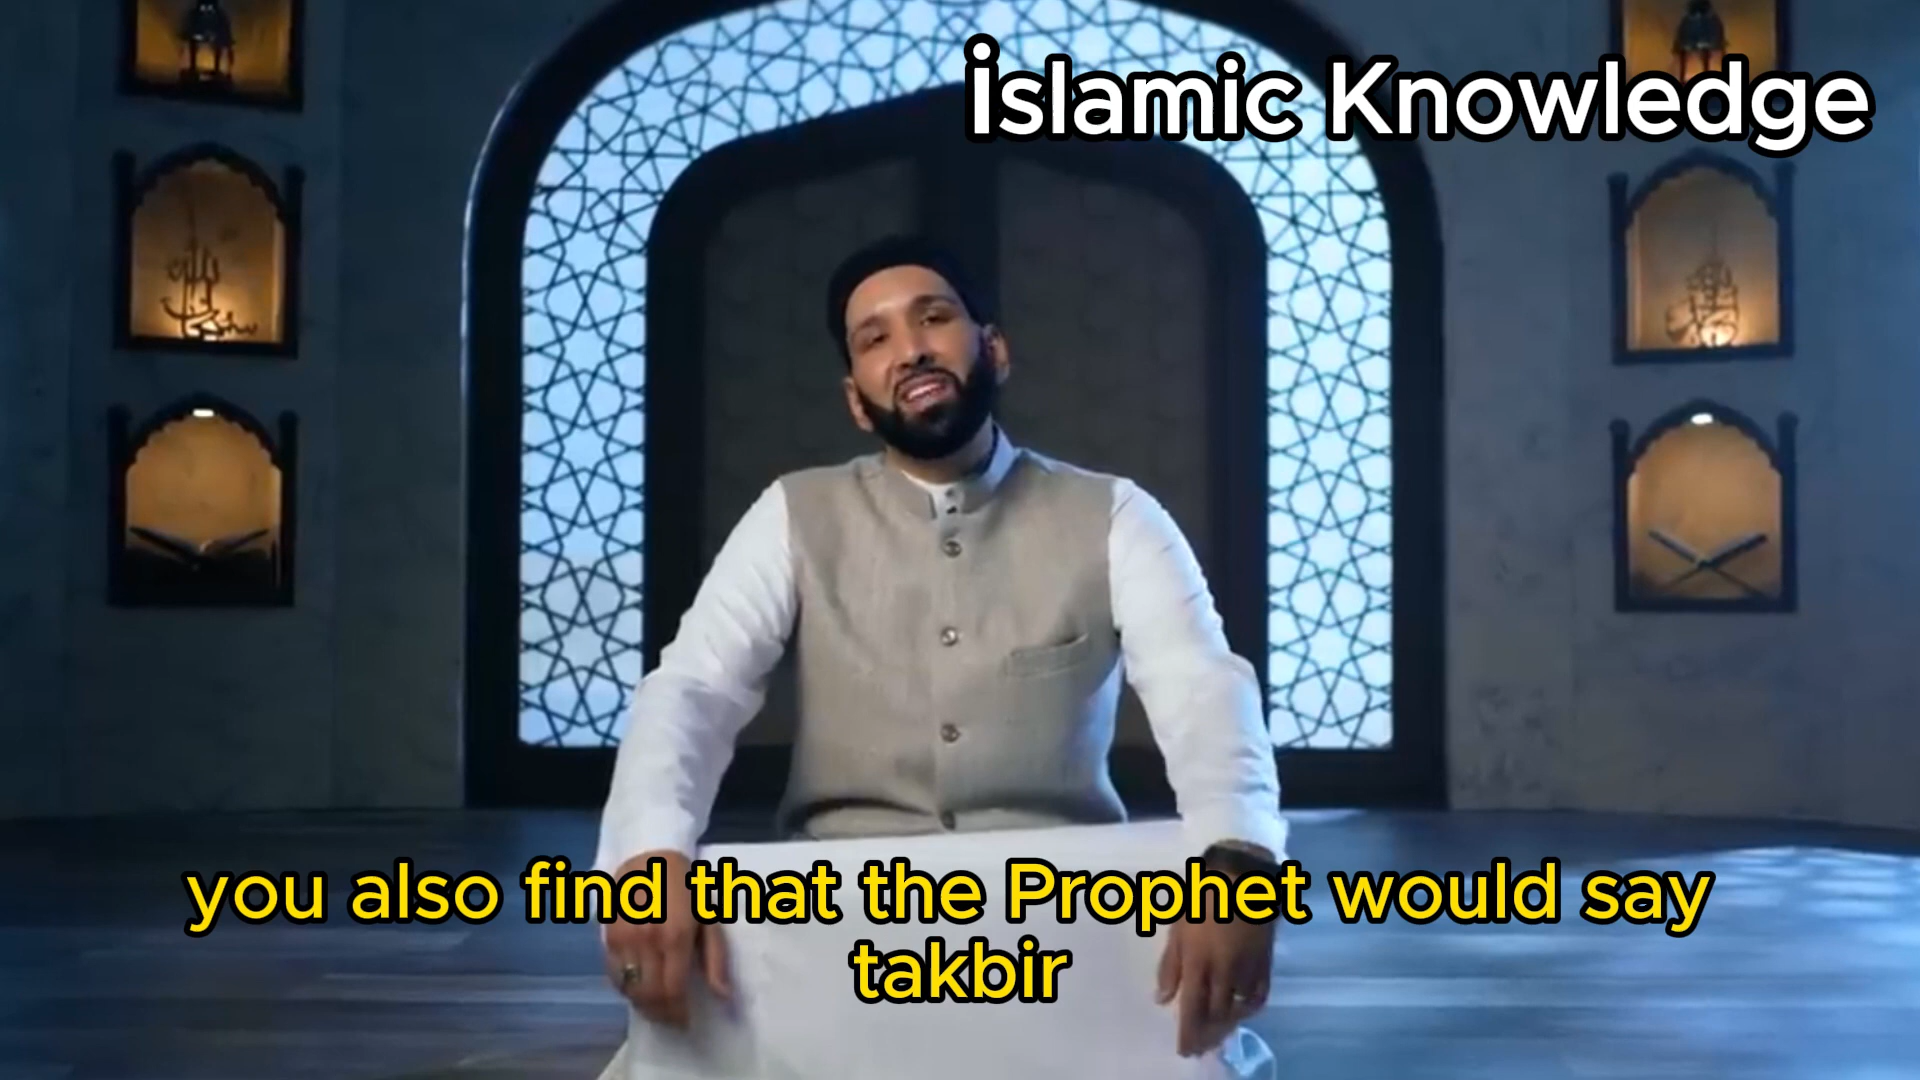 İslamic Knowledge
you also find that the Prophet would say
takbir